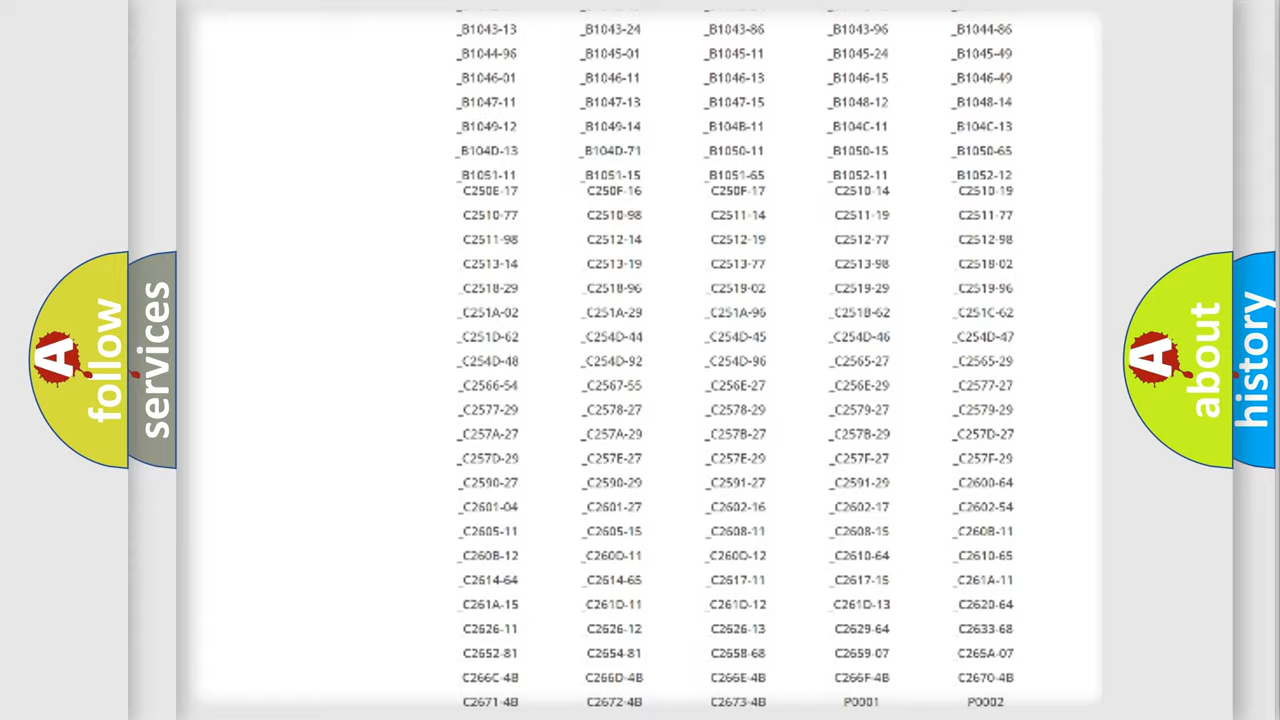 _B1043-13 _B1043-24 _B1043-86 _B1043-96 _B1044-86
_B1044-96 _B1045-01 _B1045-11 _B1045-24 _B1045-49
_B1046-01 _B1046-11 _B1046-13 _B1046-15 _B1046-49
_B1047-11 _B1047-13 _B1047-15 _B1048-12 _B1048-14
_B1049-12 _B1049-14 _B104B-11 _B104C-11 _B104C-13
_B104D-13 _B104D-71 _B1050-11 _B1050-15 _B1050-65
_B1051-11 _B1051-15 _B1051-65 _B1052-11 _B1052-12
C250E-17 C250F-16 C250F-17 C2510-14 C2510-19
C2510-77 C2510-98 C2511-14 C2511-19 C2511-77
C2511-98 C2512-14 C2512-19 C2512-77 C2512-98
C2513-14 C2513-19 C2513-77 C2513-98 C2518-02
_C2518-29 _C2518-96 _C2519-02 _C2519-29 _C2519-96
_C251A-02 _C251A-29 _C251A-96 _C251B-62 _C251C-62
_C251D-62 _C254D-44 _C254D-45 _C254D-46 _C254D-47
_C254D-48 _C254D-92 _C254D-96 _C2565-27 _C2565-29
_C2566-54 _C2567-55 _C256E-27 _C256E-29 _C2577-27
_C2577-29 _C2578-27 _C2578-29 _C2579-27 _C2579-29
_C257A-27 _C257A-29 _C257B-27 _C257B-29 _C257D-27
_C257D-29 _C257E-27 _C257E-29 _C257F-27 _C257F-29
_C2590-27 _C2590-29 _C2591-27 _C2591-29 _C2600-64
_C2601-04 _C2601-27 _C2602-16 _C2602-17 _C2602-54
_C2605-11 _C2605-15 _C2608-11 _C2608-15 _C260B-11
_C260B-12 _C260D-11 _C260D-12 _C2610-64 _C2610-65
_C2614-64 _C2614-65 _C2617-11 _C2617-15 _C261A-11
_C261A-15 _C261D-11 _C261D-12 _C261D-13 _C2620-64
C2626-11 C2626-12 C2626-13 C2629-64 C2633-68
C2652-81 C2654-81 C2658-68 C2659-07 C265A-07
C266C-4B C266D-4B C266E-4B C266F-4B C2670-4B
C2671-4B C2672-4B C2673-4B P0001 P0002
A follow
services
A about
history